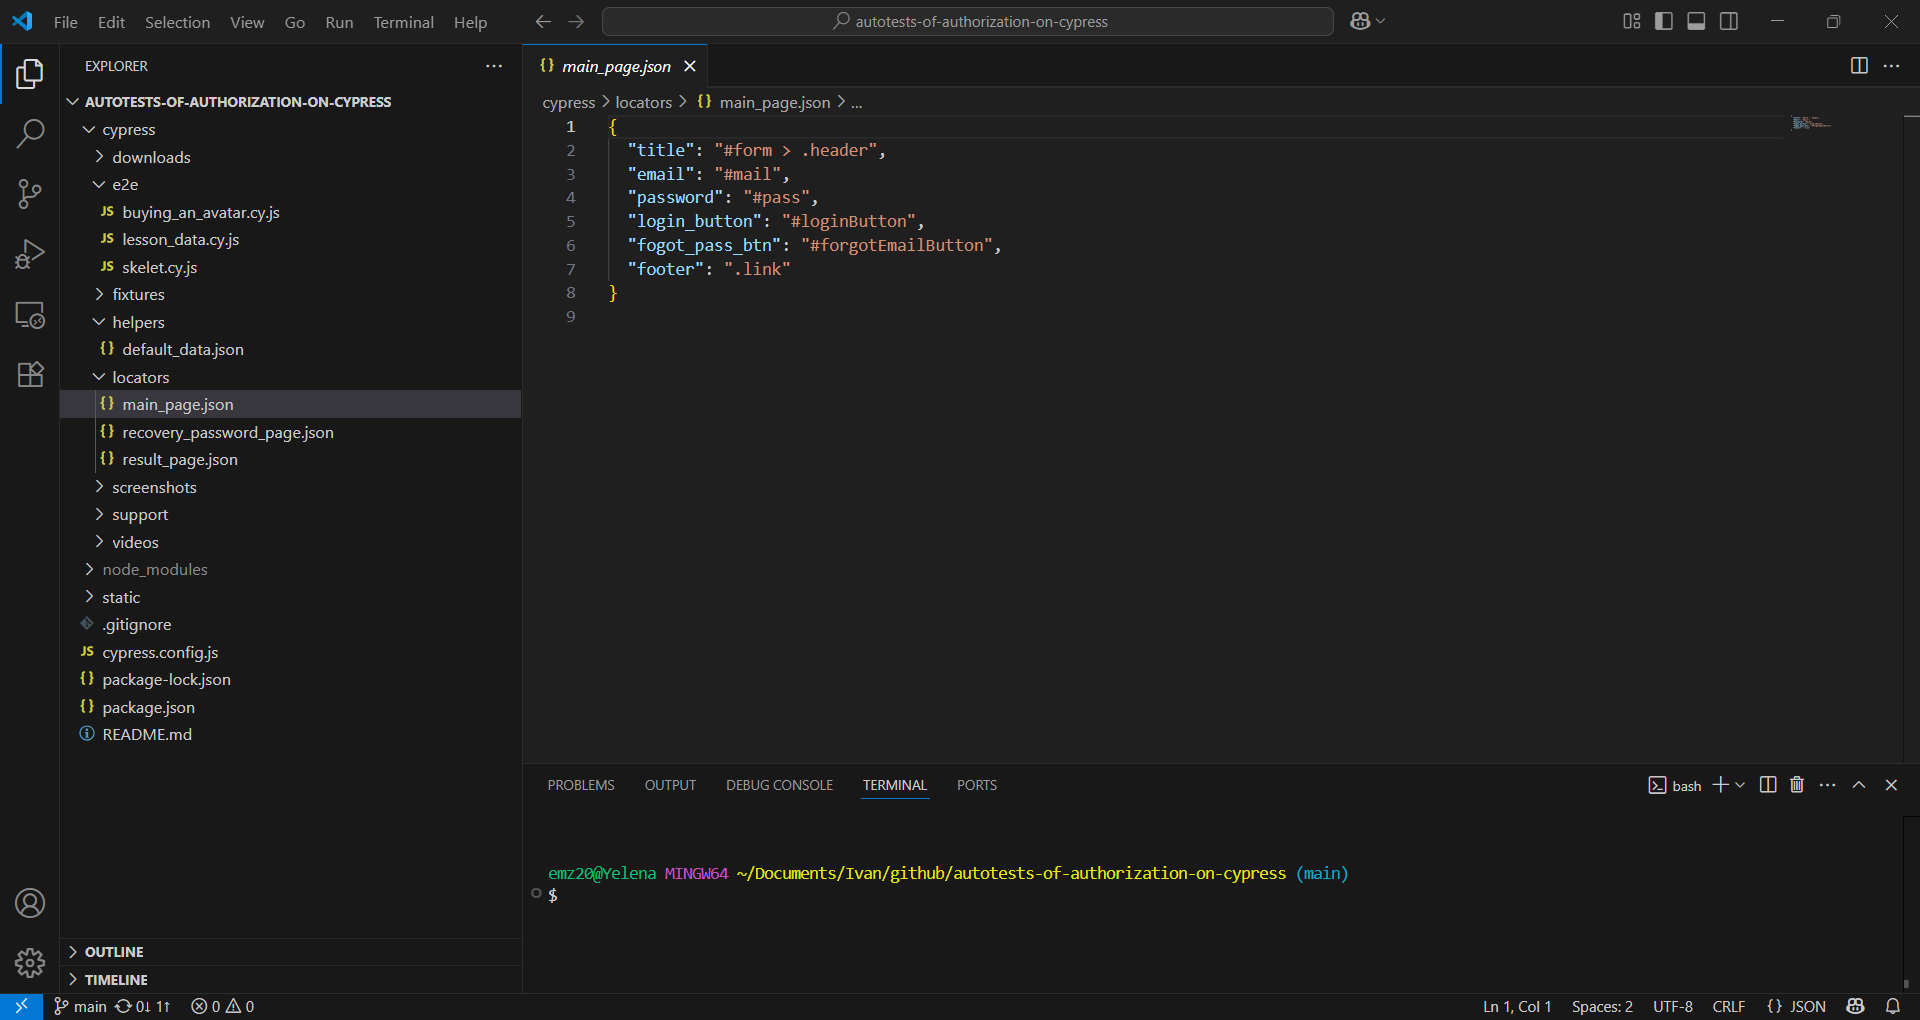 File Edit Selection View Go Run Terminal Help
autotests-of-authorization-on-cypress
EXPLORER
AUTOTESTS-OF-AUTHORIZATION-ON-CYPRESS
cypress
downloads
e2e
JS buying_an_avatar.cy.js
JS lesson_data.cy.js
JS skelet.cy.js
fixtures
helpers
{} default_data.json
locators
{} main_page.json
{} recovery_password_page.json
{} result_page.json
screenshots
support
videos
node_modules
static
.gitignore
JS cypress.config.js
{} package-lock.json
{} package.json
README.md
OUTLINE
TIMELINE
{} main_page.json
cypress > locators > {} main_page.json > ...
1 {
2 "title": "#form > .header",
3 "email": "#mail",
4 "password": "#pass",
5 "login_button": "#loginButton",
6 "fogot_pass_btn": "#forgotEmailButton",
7 "footer": ".link"
8 }
9
PROBLEMS OUTPUT DEBUG CONSOLE TERMINAL PORTS
bash
emz20@Yelena MINGW64 ~/Documents/Ivan/github/autotests-of-authorization-on-cypress (main)
$
main 0↓ 1↑ 0 0
Ln 1, Col 1 Spaces: 2 UTF-8 CRLF {} JSON